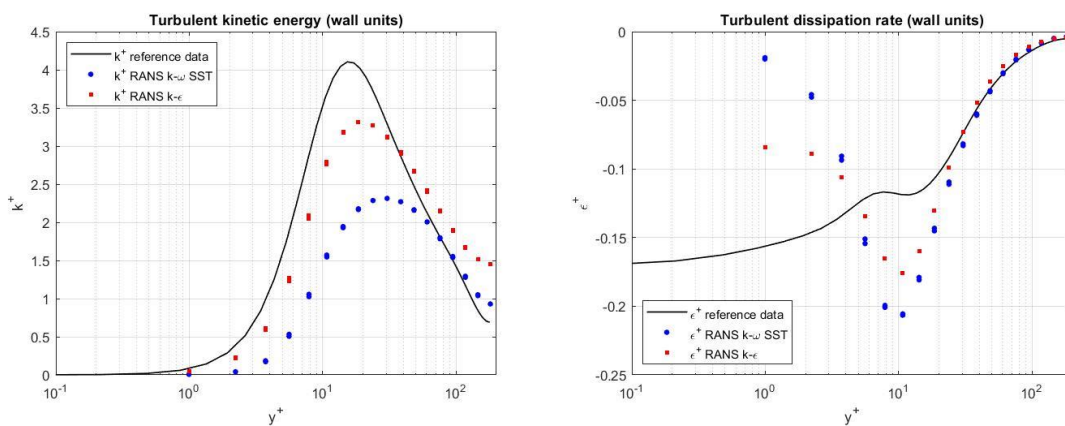 Turbulent kinetic energy (wall units)
4.5
4
3.5
3
2.5
2
1.5
1
0.5
0
k⁺
k⁺ reference data
k⁺ RANS k-ω SST
k⁺ RANS k-ϵ
10⁻¹ 10⁰ 10¹ 10²
y⁺
Turbulent dissipation rate (wall units)
0
-0.05
-0.1
-0.15
-0.2
-0.25
ϵ⁺
ϵ⁺ reference data
ϵ⁺ RANS k-ω SST
ϵ⁺ RANS k-ϵ
10⁻¹ 10⁰ 10¹ 10²
y⁺